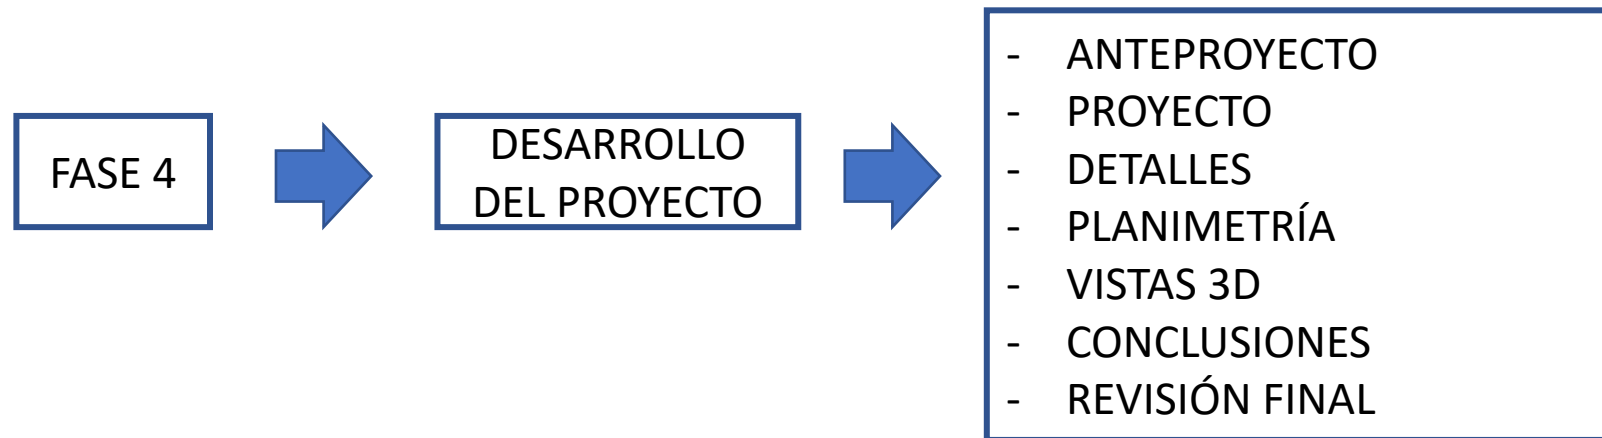 FASE 4
DESARROLLO
DEL PROYECTO
- ANTEPROYECTO
- PROYECTO
- DETALLES
- PLANIMETRÍA
- VISTAS 3D
- CONCLUSIONES
- REVISIÓN FINAL